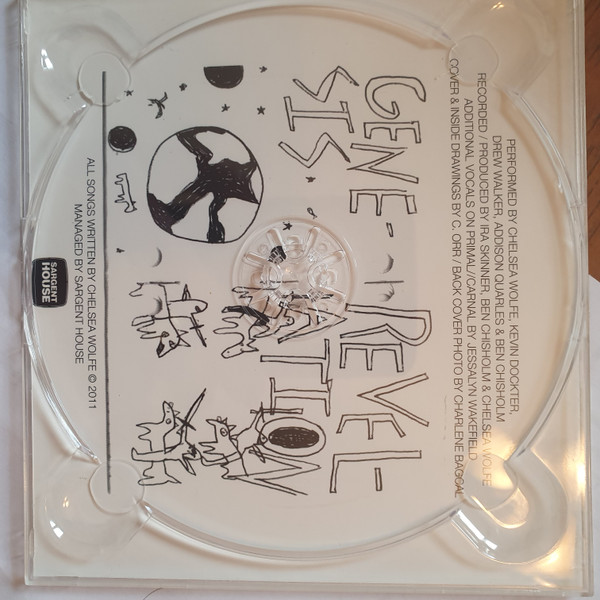 PERFORMED BY CHELSEA WOLFE, KEVIN DOCKTER,
DREW WALKER, ADDISON QUARLES & BEN CHISHOLM
RECORDED / PRODUCED BY IRA SKINNER, BEN CHISHOLM & CHELSEA WOLFE
ADDITIONAL VOCALS ON PRIMAL//CARNAL BY JESSALYN WAKEFIELD
COVER & INSIDE DRAWINGS BY C. ORR / BACK COVER PHOTO BY CHARLENE BAGCAL
GENE-
SIS
REVEL-
ATION
ALL SONGS WRITTEN BY CHELSEA WOLFE © 2011
MANAGED BY SARGENT HOUSE
SARGENT
HOUSE